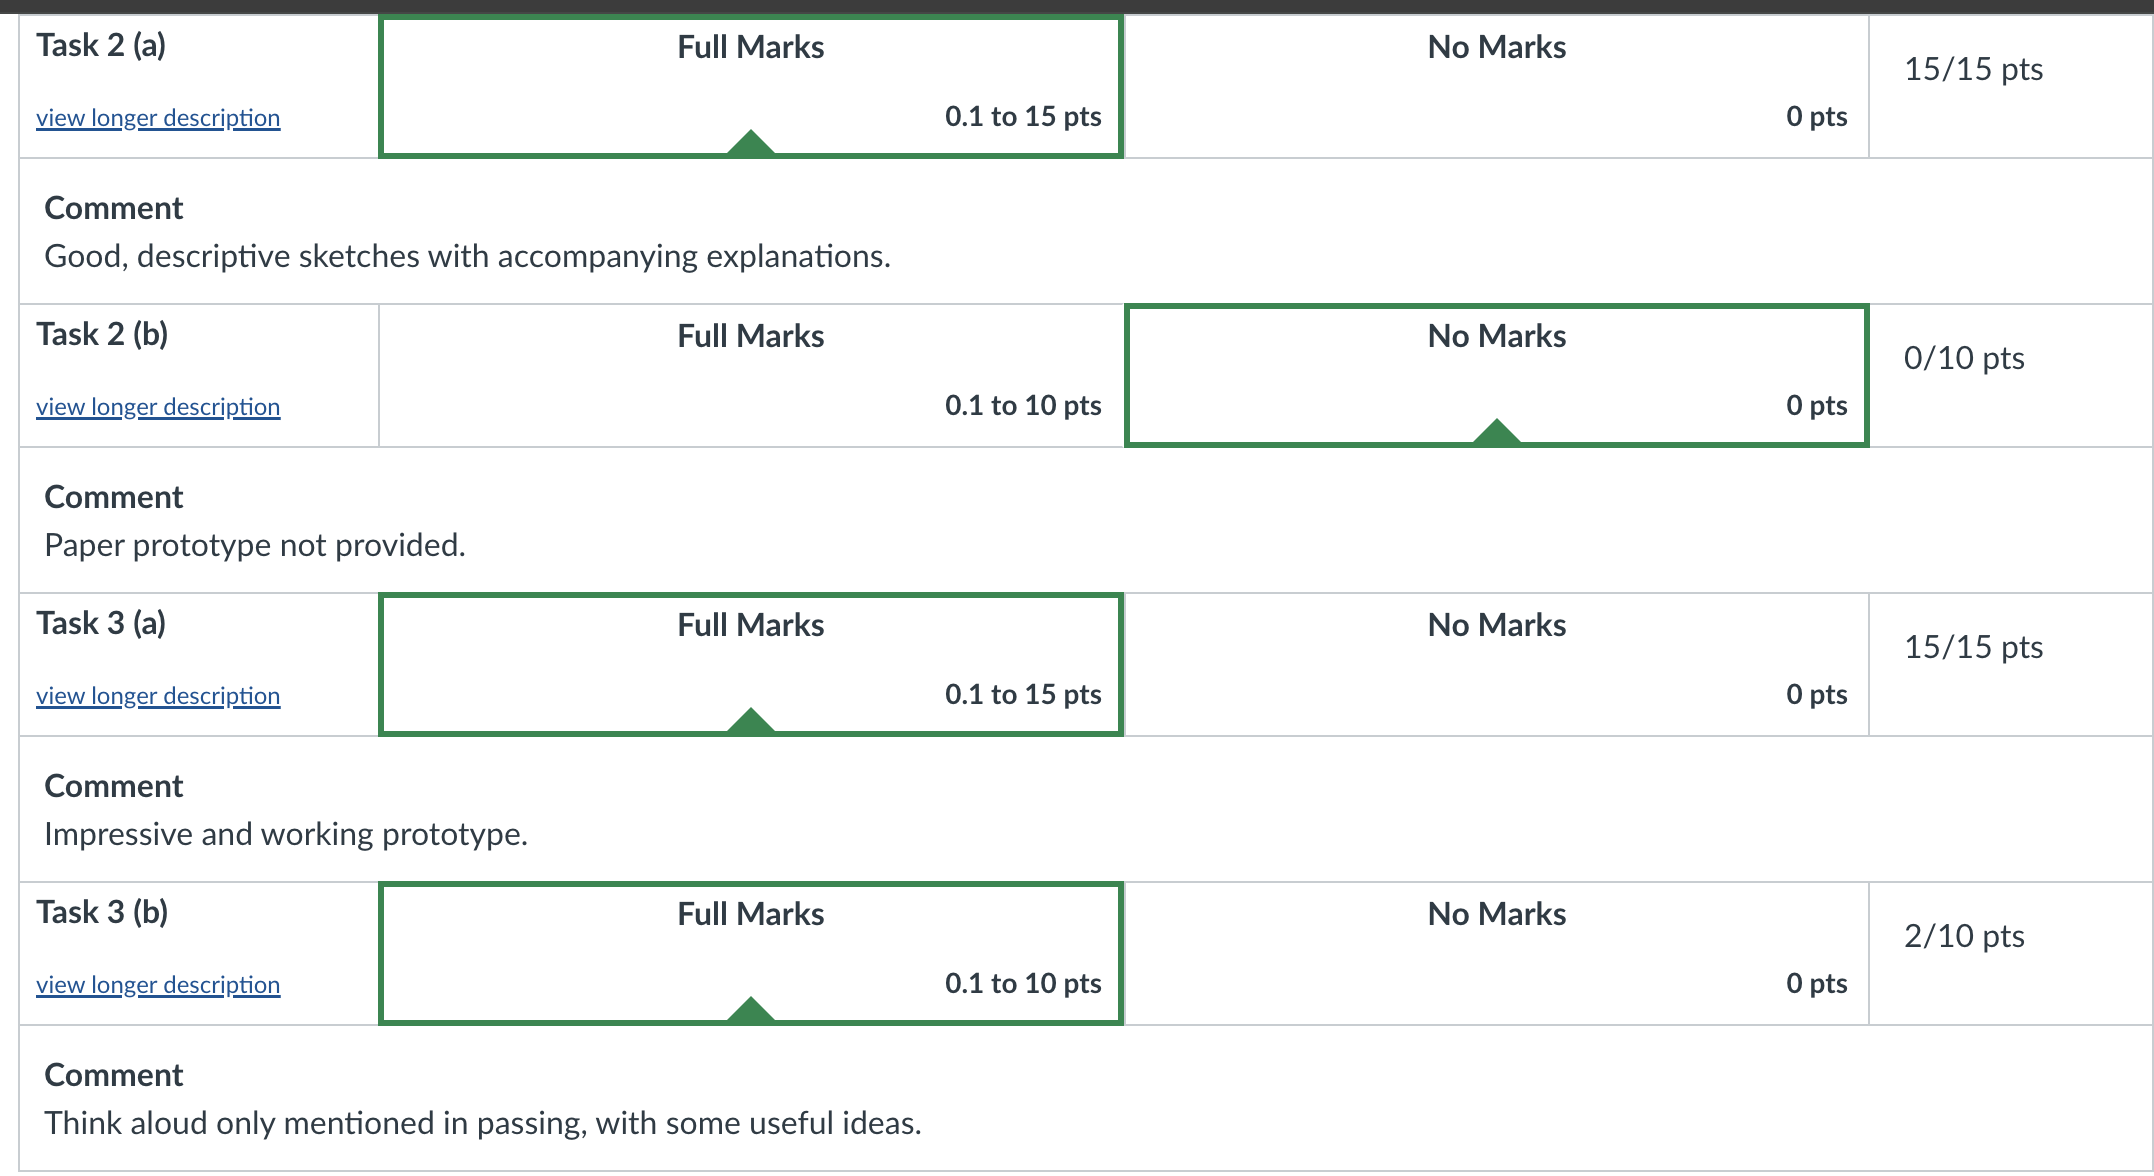 Task 2 (a)
Full Marks
No Marks
15/15 pts
view longer description
0.1 to 15 pts
0 pts
Comment
Good, descriptive sketches with accompanying explanations.
Task 2 (b)
Full Marks
No Marks
0/10 pts
view longer description
0.1 to 10 pts
0 pts
Comment
Paper prototype not provided.
Task 3 (a)
Full Marks
No Marks
15/15 pts
view longer description
0.1 to 15 pts
0 pts
Comment
Impressive and working prototype.
Task 3 (b)
Full Marks
No Marks
2/10 pts
view longer description
0.1 to 10 pts
0 pts
Comment
Think aloud only mentioned in passing, with some useful ideas.